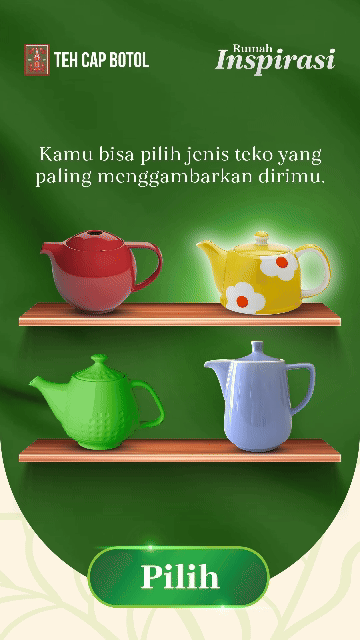 TEH CAP BOTOL
Rumah
Inspirasi
Kamu bisa pilih jenis teko yang
paling menggambarkan dirimu.
Pilih